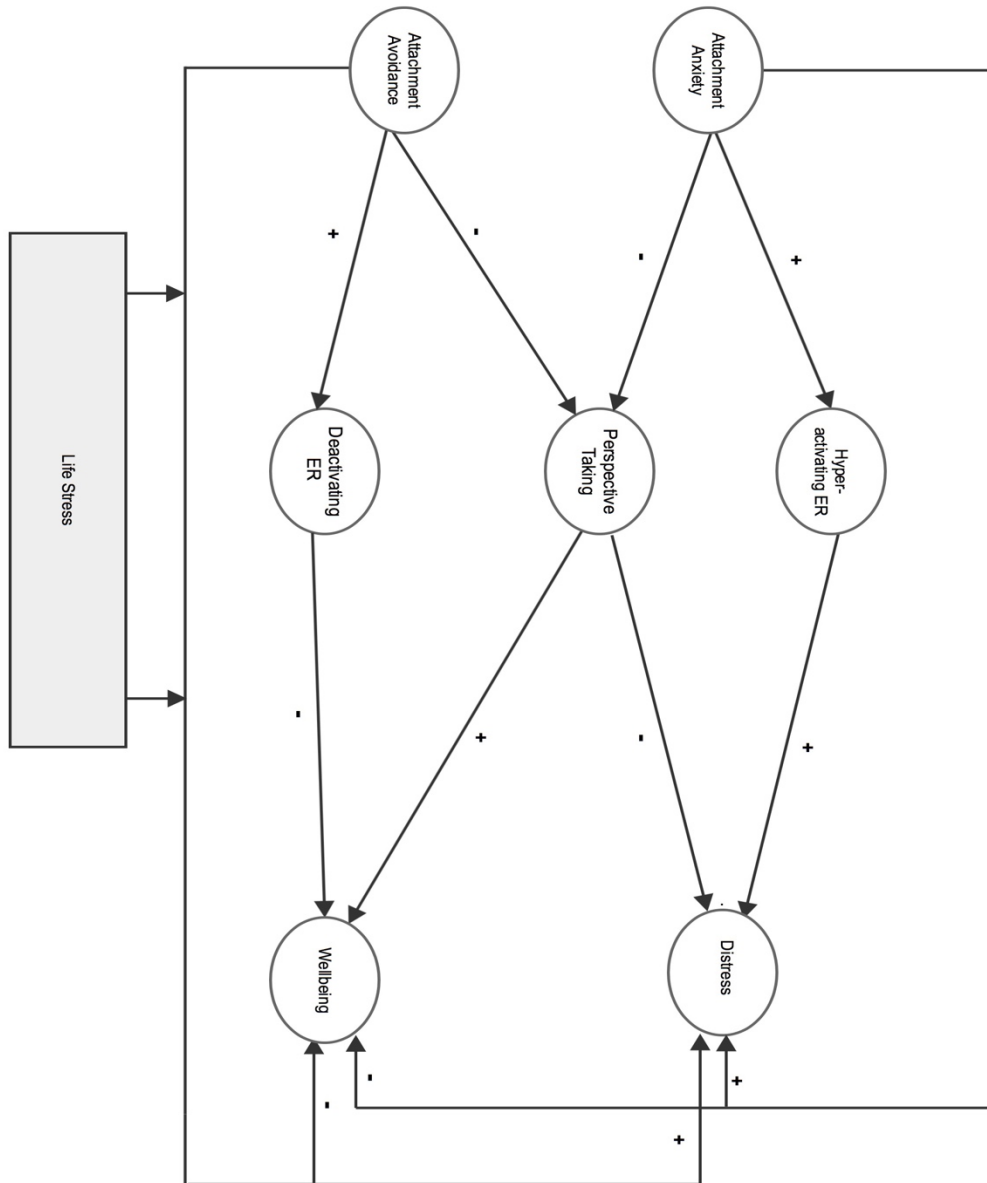 Hyper-
activating ER
+
+
Attachment
Anxiety
Distress
+
-
-
+
Perspective
Taking
-
+
Attachment
Avoidance
-
+
Deactivating
ER
-
Wellbeing
-
Life Stress